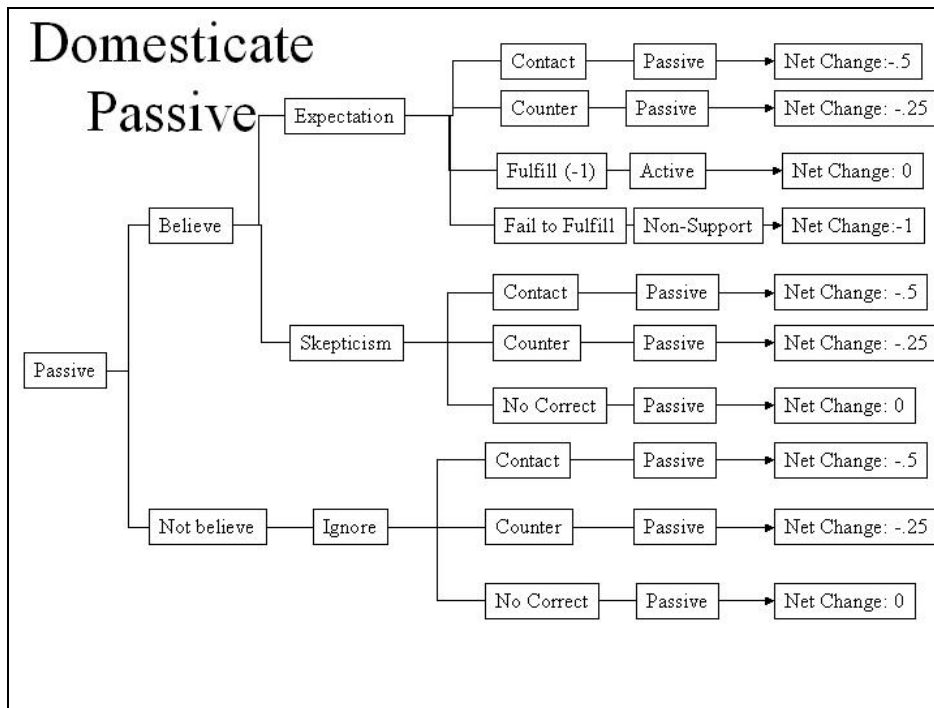 Domesticate
Passive
Contact Passive Net Change:-.5
Counter Passive Net Change: -.25
Expectation
Fulfill (-1) Active Net Change: 0
Believe
Fail to Fulfill Non-Support Net Change:-1
Contact Passive Net Change: -.5
Skepticism Counter Passive Net Change: -.25
Passive
No Correct Passive Net Change: 0
Contact Passive Net Change: -.5
Not believe Ignore Counter Passive Net Change: -.25
No Correct Passive Net Change: 0